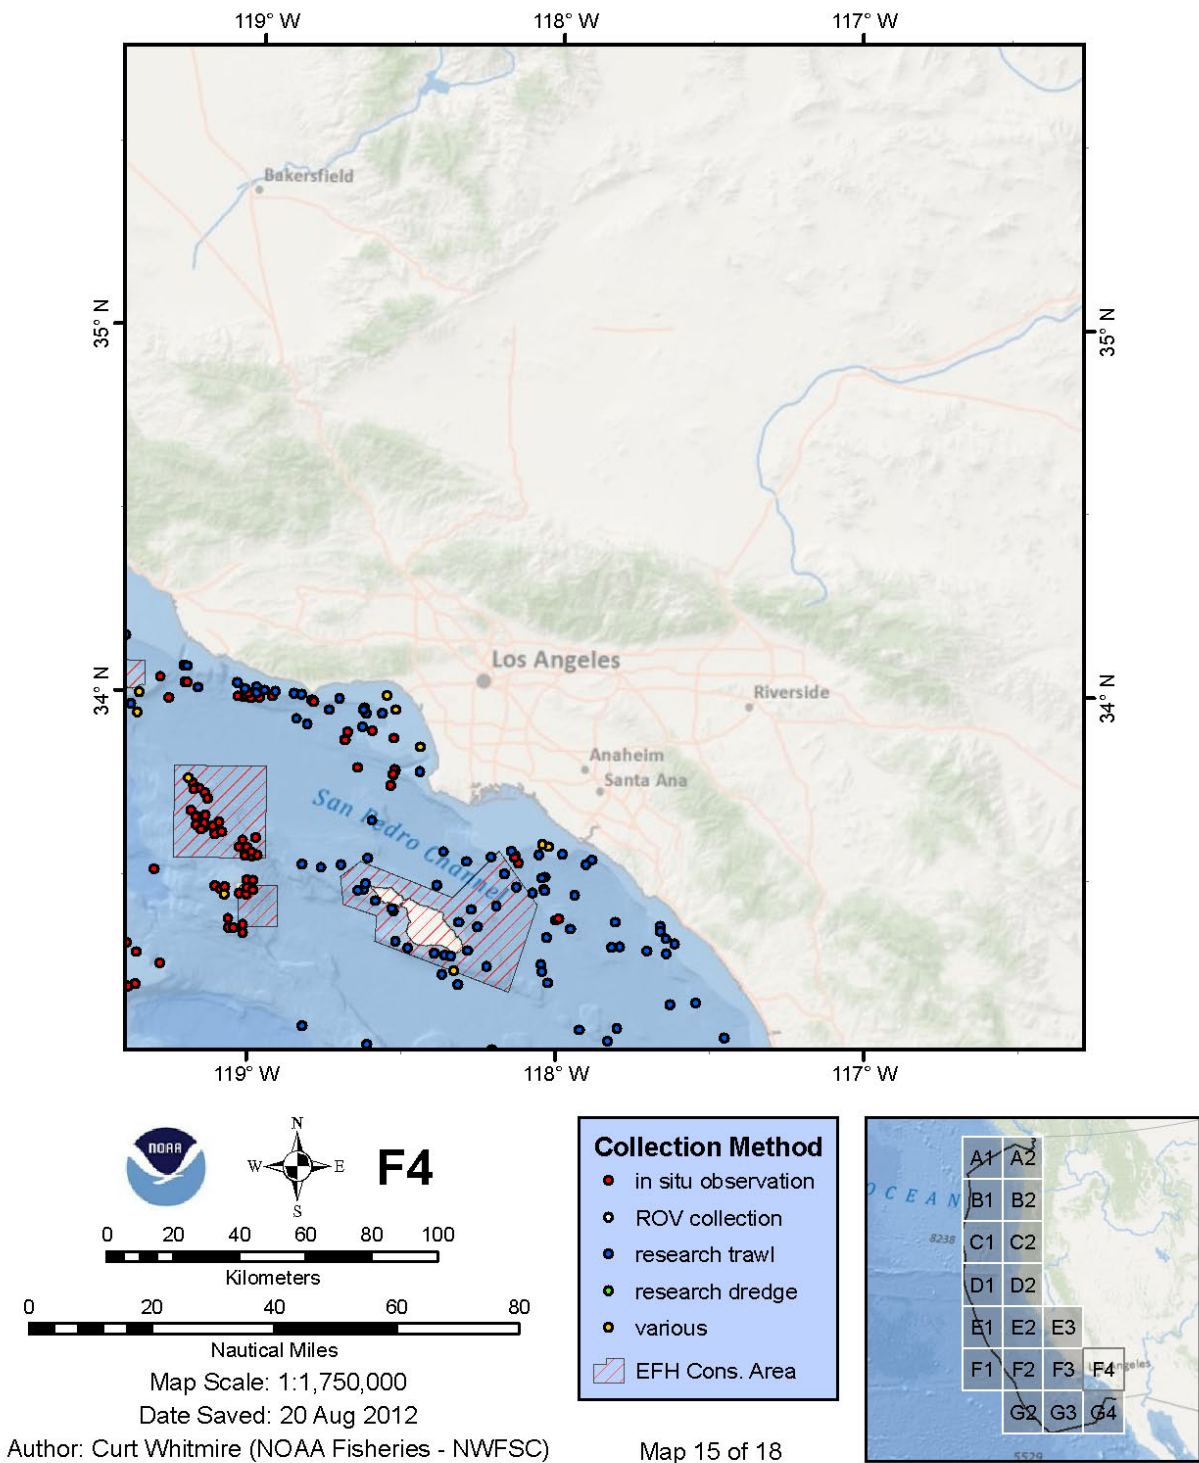 119° W
118° W
117° W
Bakersfield
35° N
35° N
Los Angeles
34° N
34° N
Riverside
Anaheim
Santa Ana
San Pedro Channel
119° W
118° W
117° W
NOAA
N
W
E
S
F4
0 20 40 60 80 100
Kilometers
0 20 40 60 80
Nautical Miles
Map Scale: 1:1,750,000
Date Saved: 20 Aug 2012
Author: Curt Whitmire (NOAA Fisheries - NWFSC)
Collection Method
in situ observation
ROV collection
research trawl
research dredge
various
EFH Cons. Area
Map 15 of 18
A1 A2
OCEAN
B1 B2
8238
C1 C2
D1 D2
E1 E2 E3
F1 F2 F3 F4
Los Angeles
G2 G3 G4
5529